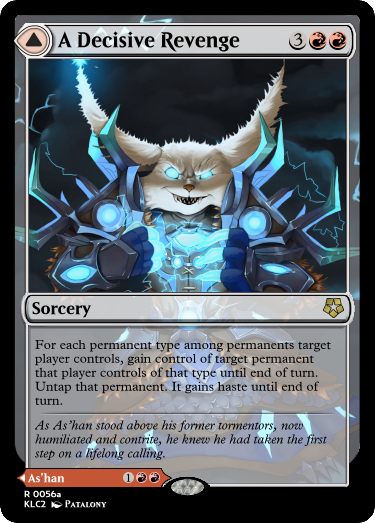 A Decisive Revenge 3
Sorcery
For each permanent type among permanents target
player controls, gain control of target permanent
that player controls of that type until end of turn.
Untap that permanent. It gains haste until end of
turn.
As As'han stood above his former tormentors, now
humiliated and contrite, he knew he had taken the first
step on a lifelong calling.
As'han 1
R 0056a
KLC2 PATALONY